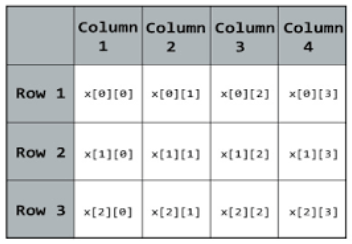 Column 1 Column 2 Column 3 Column 4
Row 1 x[0][0] x[0][1] x[0][2] x[0][3]
Row 2 x[1][0] x[1][1] x[1][2] x[1][3]
Row 3 x[2][0] x[2][1] x[2][2] x[2][3]